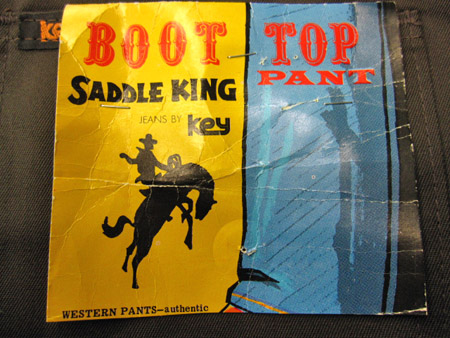 BOOT TOP
PANT
SADDLE KING
JEANS BY key
WESTERN PANTS—authentic